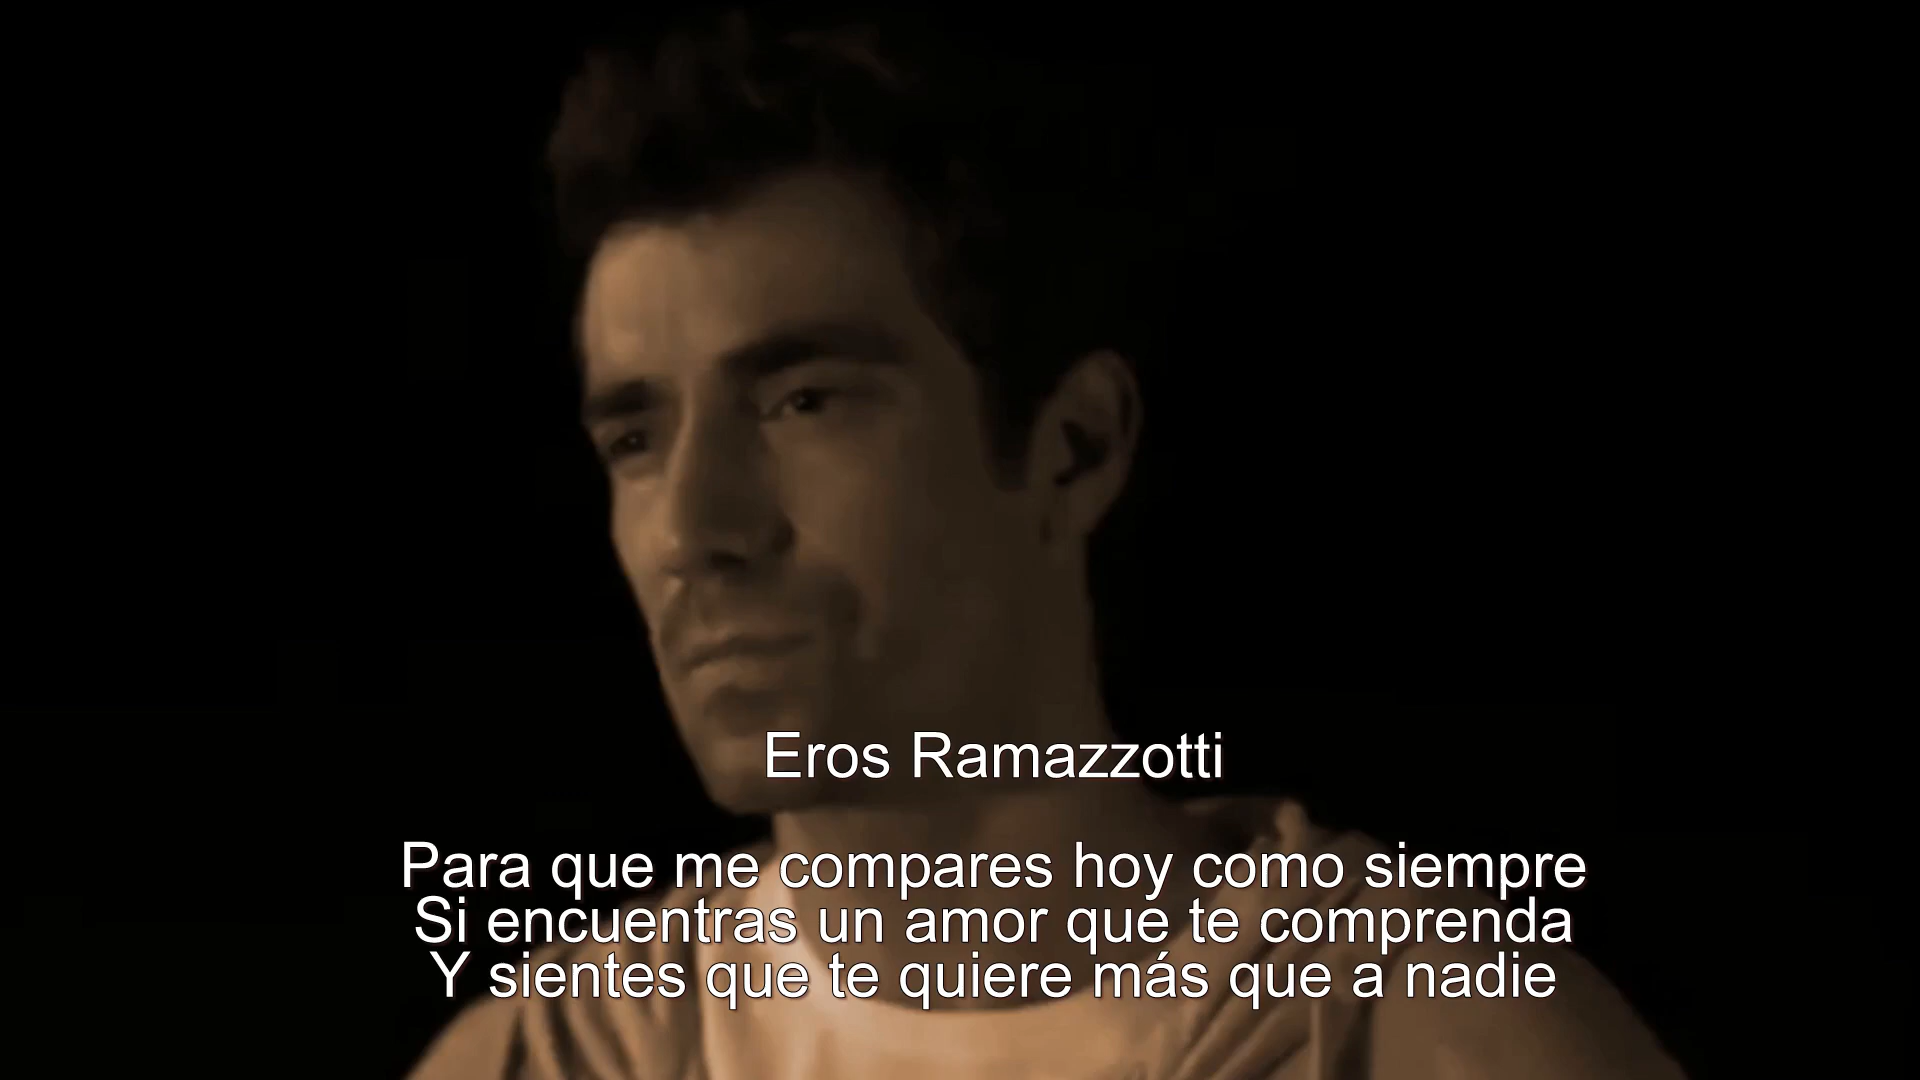 Eros Ramazzotti
Para que me compares hoy como siempre
Si encuentras un amor que te comprenda
Y sientes que te quiere más que a nadie